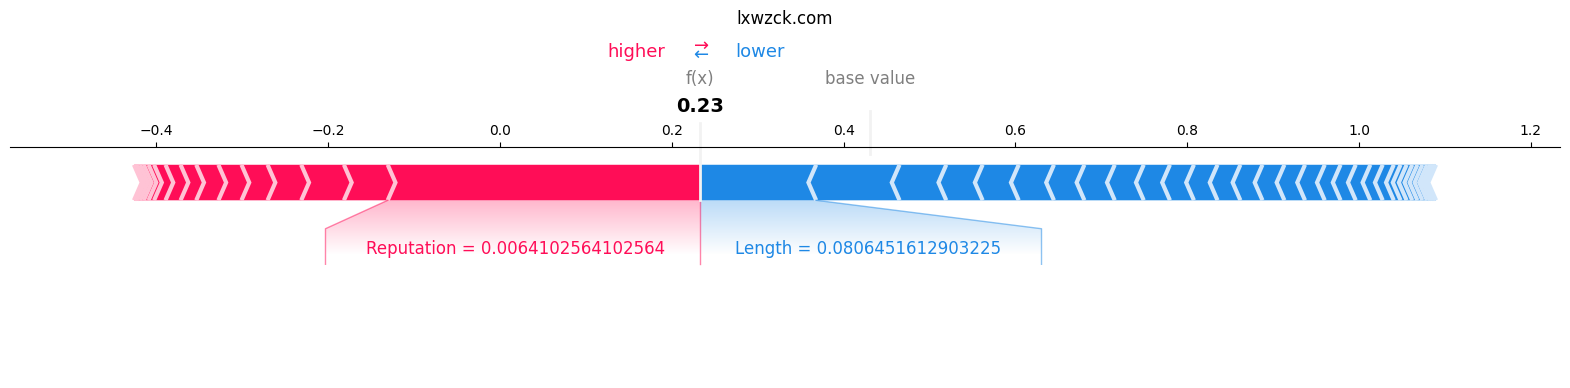 lxwzck.com
higher ⇄ lower
f(x) base value
0.23
−0.4 −0.2 0.0 0.2 0.4 0.6 0.8 1.0 1.2
Reputation = 0.0064102564102564 Length = 0.0806451612903225